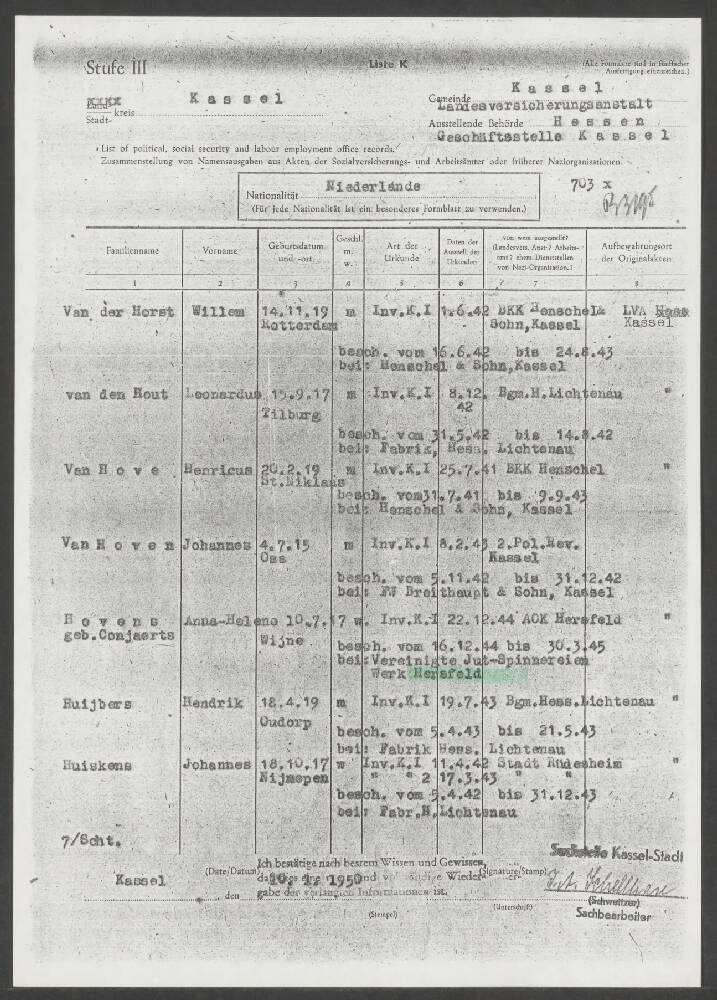 Stufe III
Liste K
(Alle Formulare sind in fünffacher
Ausfertigung einzureichen.)
Kassel
Stadt- kreis
Kassel
Gemeinde
Landesversicherungsanstalt
Ausstellende Behörde Hessen
Geschäftsstelle Kassel
List of political, social security and labour employment office records.
Zusammenstellung von Namensausgaben aus Akten der Sozialversicherungs- und Arbeitsämter oder früherer Naziorganisationen.
Nationalität Niederlande
(Für jede Nationalität ist ein besonderes Formblatt zu verwenden.)
703 x
Familienname Vorname Geburtsdatum und -ort Geschl. m. w. Art der Urkunde Daten der Ausstell. der Urkunden von wem ausgestellt? (Landesvers. Anst.? Arbeitsamt? ehem. Dienststellen von Nazi-Organisation.) Aufbewahrungsort der Originalakten
1 2 3 4 5 6 7 8
Van der Horst Willem 14.11.19 m Inv.K.I 1.6.42 BKK Henschel& LVA Hess
Rotterdam Sohn,Kassel Kassel
besch. vom 16.6.42 bis 24.8.43
bei: Henschel & Sohn,Kassel
van den Hout Leonardus 15.9.17 m Inv.K.I 8.12. Bgm.H.Lichtenau "
Tilburg 42
besch. vom 31.5.42 bis 14.8.42
bei: Fabrik, Hess. Lichtenau
Van Hove Henricus 20.2.19 m Inv.K.I 25.7.41 BKK Henschel "
St.Niklaus
besch. vom31.7.41 bis 9.9.43
bei: Henschel & Sohn, Kassel
Van Hoven Johannes 4.7.15 m Inv.K.I 8.2.43 2.Pol.Rev.
Oss Kassel
besch. vom 5.11.42 bis 31.12.42
bei: FW Breithaupt & Sohn, Kassel
Hovens Anna-Helene 10.7.17 w. Inv.K.I 22.12.44 AOK Hersfeld "
geb.Conjaerts Wijne
besch. vom 16.12.44 bis 30.3.45
bei:Vereinigte Jut-Spinnereien
Werk Hersfeld
Huijbers Hendrik 18.4.19 m Inv.K.I 19.7.43 Bgm.Hess.Lichtenau "
Oudorp
besch. vom 5.4.43 bis 21.5.43
bei: Fabrik Hess. Lichtenau
Huiskens Johannes 18.10.17 w Inv.K.I 11.4.42 Stadt Rüdesheim "
Nijmegen " " 2 17.3.43 " "
besch. vom 5.4.42 bis 31.12.43
bei: Fabr.H.Lichtenau
7/Scht.
Ich bestätige nach bestem Wissen und Gewissen,
Suchstelle Kassel-Stadt
Kassel
(Date/Datum)
den
10. 1. 1950
gabe der verlangten Informationen ist.
(Signature/Stamp)
(Stempel)
(Unterschrift)
(Schweitzer)
Sachbearbeiter